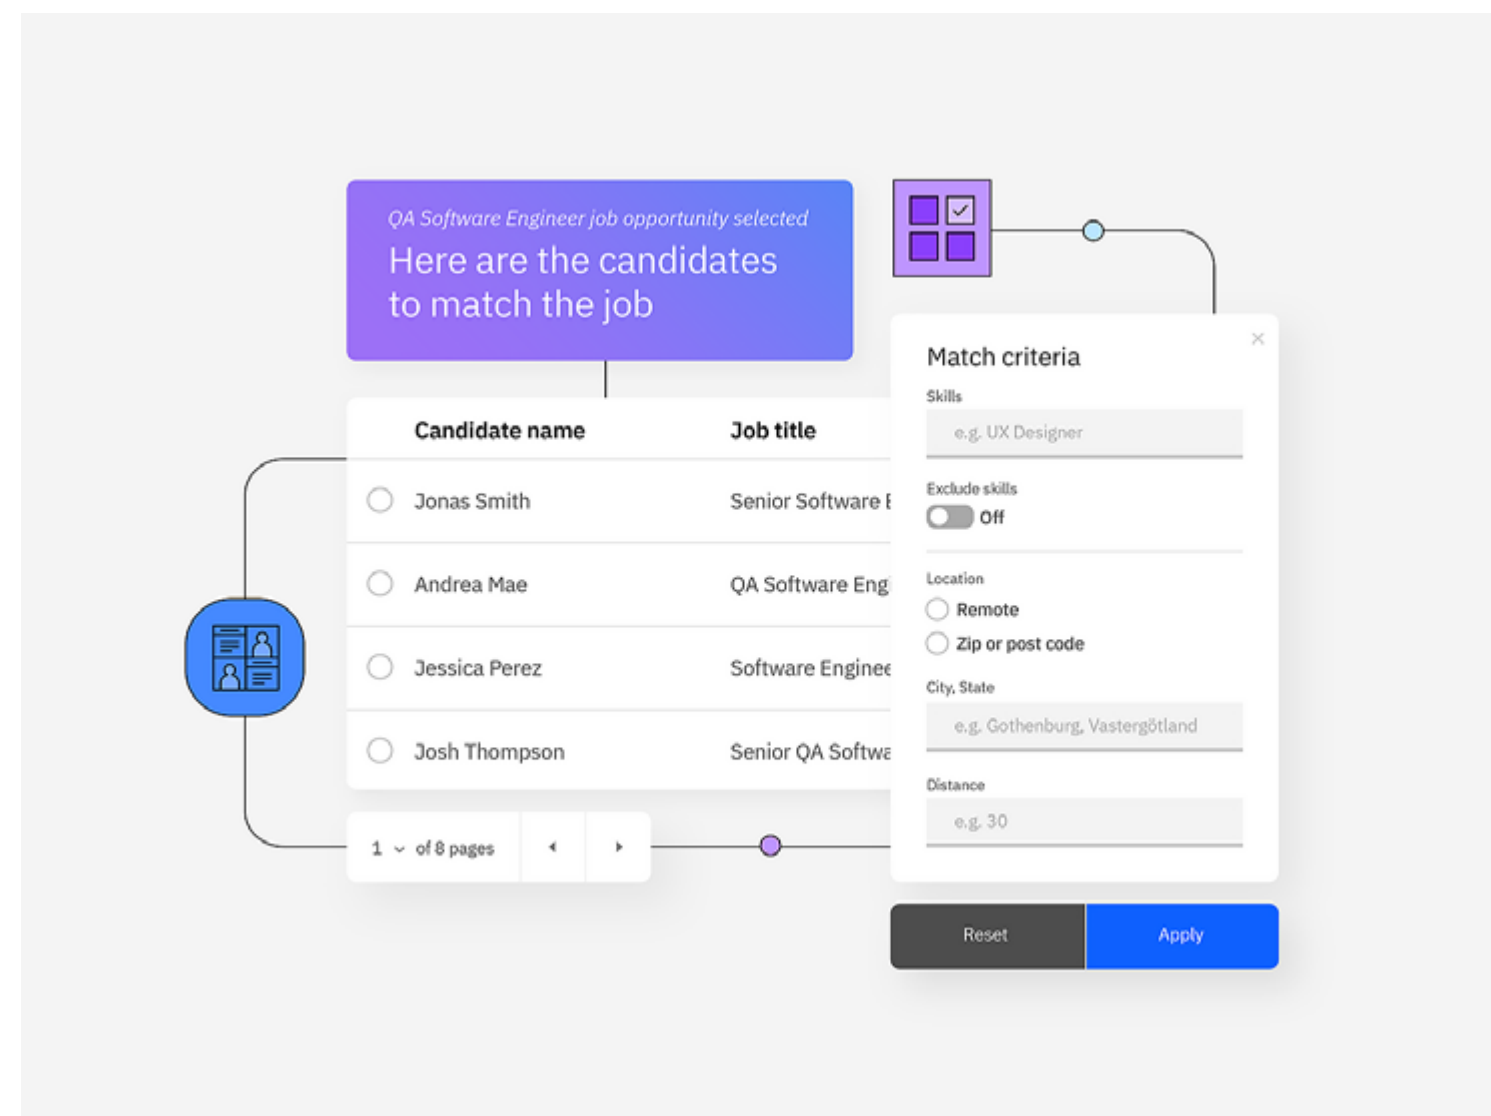 QA Software Engineer job opportunity selected
Here are the candidates
to match the job
Candidate name Job title
Jonas Smith Senior Software
Andrea Mae QA Software Eng
Jessica Perez Software Enginee
Josh Thompson Senior QA Softwa
1 of 8 pages
Match criteria
Skills
e.g. UX Designer
Exclude skills
Off
Location
Remote
Zip or post code
City, State
e.g. Gothenburg, Vastergötland
Distance
e.g. 30
Reset Apply